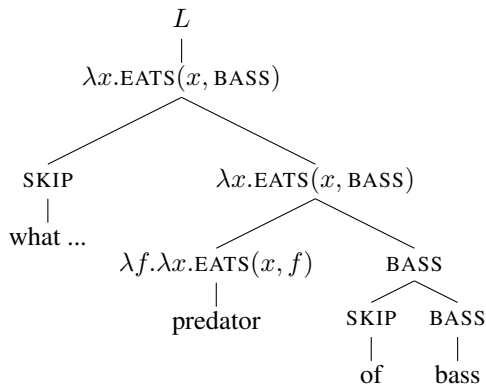 L
λx.EATS(x, BASS)
SKIP λx.EATS(x, BASS)
what ... λf.λx.EATS(x, f) BASS
predator SKIP BASS
of bass